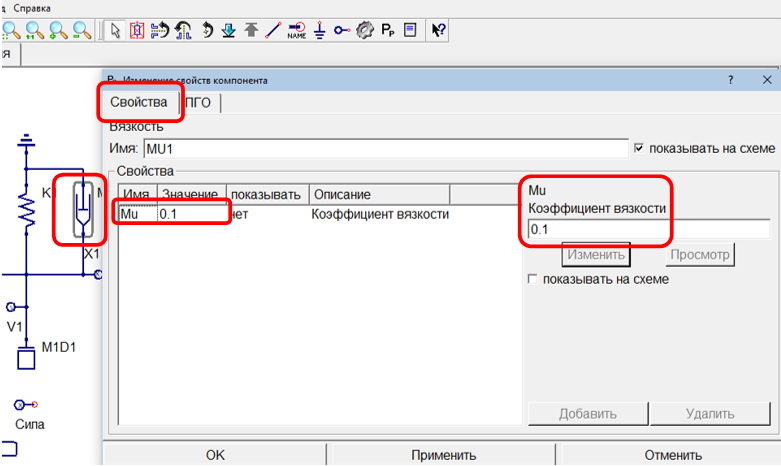 Справка
NAME
PP
Изменение свойств компонента
?
Свойства
ПГО
Вязкость
Имя: MU1
показывать на схеме
Свойства
Имя Значение показывать Описание
Mu 0.1 нет Коэффициент вязкости
Mu
Коэффициент вязкости
0.1
Изменить
Просмотр
показывать на схеме
Добавить
Удалить
K
X1
V1
M1D1
Сила
OK
Применить
Отменить